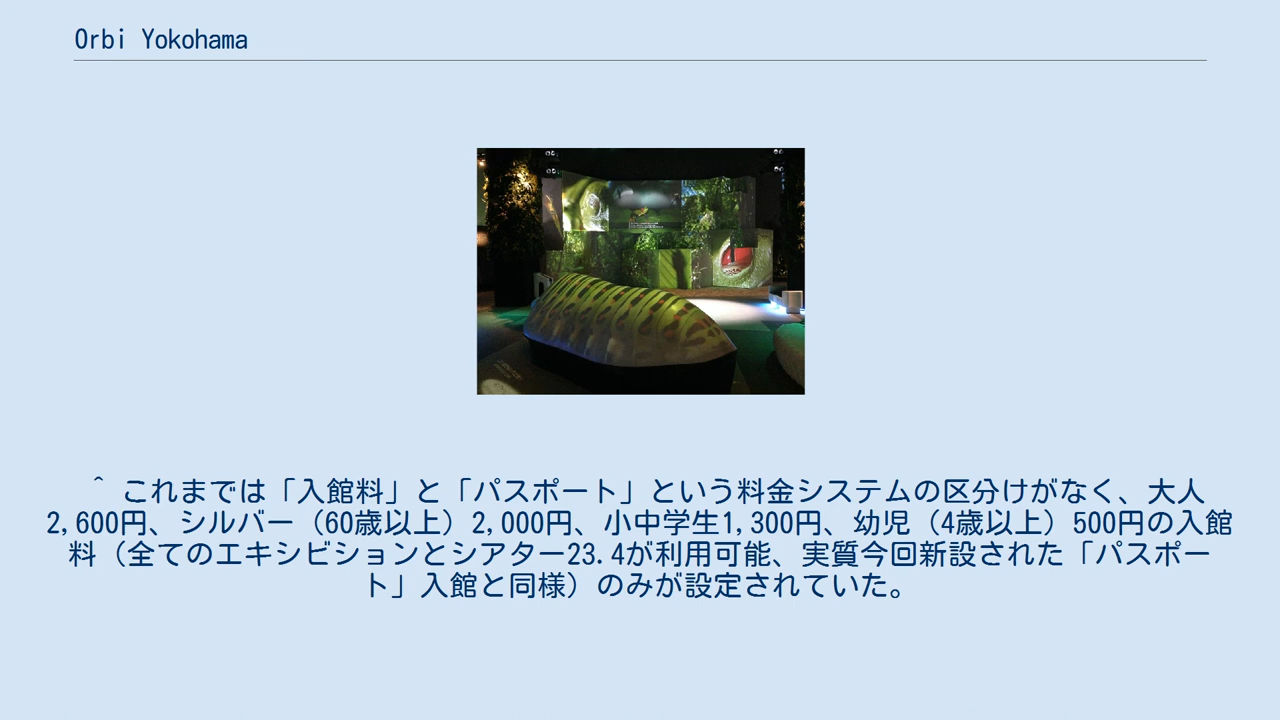 Orbi Yokohama
^ これまでは「入館料」と「パスポート」という料金システムの区分けがなく、大人
2,600円、シルバー（60歳以上）2,000円、小中学生1,300円、幼児（4歳以上）500円の入館
料（全てのエキシビションとシアター23.4が利用可能、実質今回新設された「パスポー
ト」入館と同様）のみが設定されていた。